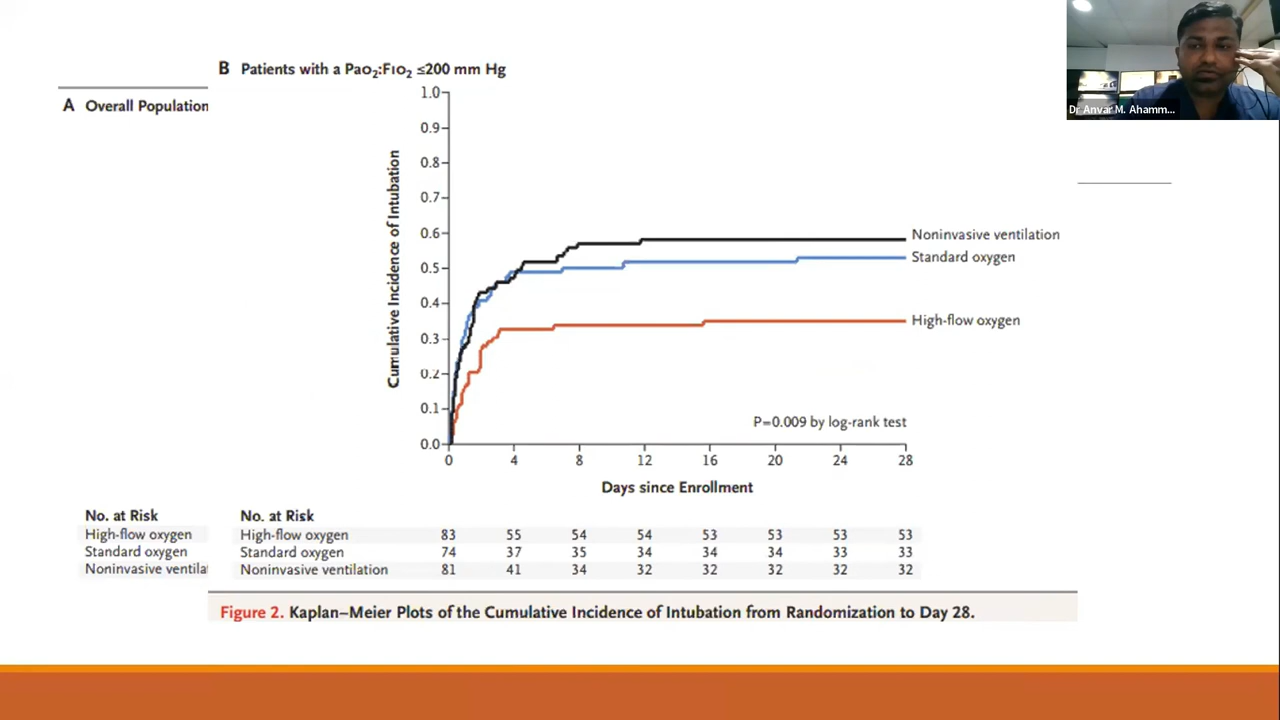 B Patients with a PaO₂:FIO₂ ≤200 mm Hg
A Overall Population
Dr Anvar M. Ahamm...
1.0
0.9
0.8
0.7
0.6
0.5
0.4
0.3
0.2
0.1
0.0
Cumulative Incidence of Intubation
Noninvasive ventilation
Standard oxygen
High-flow oxygen
P=0.009 by log-rank test
0 4 8 12 16 20 24 28
Days since Enrollment
No. at Risk
High-flow oxygen
Standard oxygen
Noninvasive ventila
No. at Risk
High-flow oxygen 83 55 54 54 53 53 53 53
Standard oxygen 74 37 35 34 34 34 33 33
Noninvasive ventilation 81 41 34 32 32 32 32 32
Figure 2. Kaplan–Meier Plots of the Cumulative Incidence of Intubation from Randomization to Day 28.